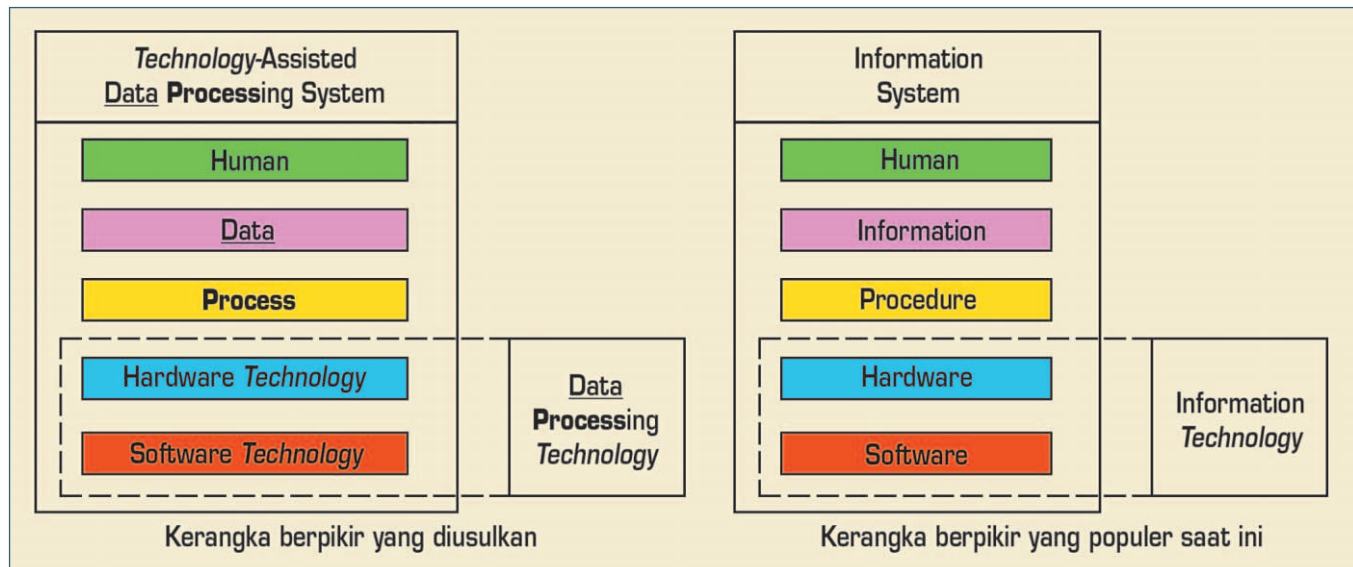 Technology-Assisted
Data Processing System
Human
Data
Process
Hardware Technology
Software Technology
Data
Processing
Technology
Kerangka berpikir yang diusulkan
Information
System
Human
Information
Procedure
Hardware
Software
Information
Technology
Kerangka berpikir yang populer saat ini